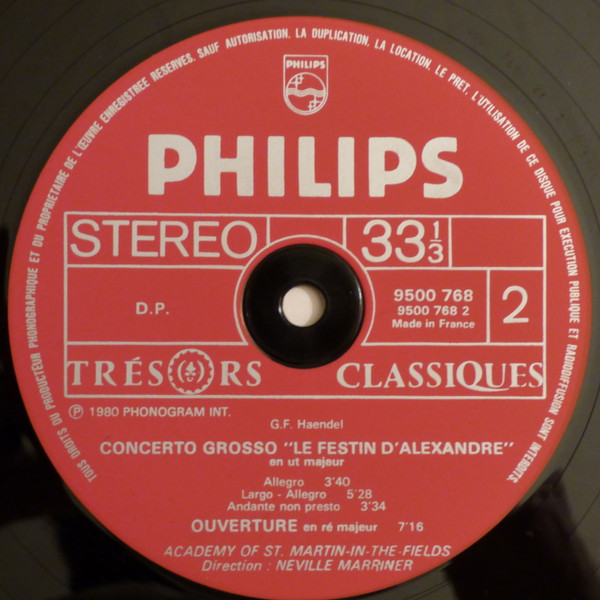 TOUS DROITS DU PRODUCTEUR PHONOGRAPHIQUE ET DU PROPRIETAIRE DE L'ŒUVRE ENREGISTREE RESERVES. SAUF AUTORISATION, LA DUPLICATION, LA LOCATION, LE PRET, L'UTILISATION DE CE DISQUE POUR EXECUTION PUBLIQUE ET RADIODIFFUSION SONT INTERDITS.
PHILIPS
PHILIPS
STEREO
33 1/3
D.P.
9500 768
9500 768 2
Made in France
2
TRÉSORS CLASSIQUES
Ⓟ 1980 PHONOGRAM INT.
G.F. Haendel
CONCERTO GROSSO "LE FESTIN D'ALEXANDRE"
en ut majeur
Allegro 3'40
Largo - Allegro 5'28
Andante non presto 3'34
OUVERTURE en ré majeur 7'16
ACADEMY OF ST. MARTIN-IN-THE-FIELDS
Direction : NEVILLE MARRINER